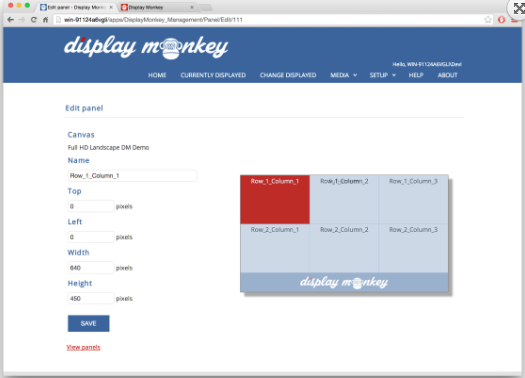 Edit panel - Display Monk
Display Monkey
win-91124a6vgli/apps/DisplayMonkey_Management/Panel/Edit/111
display monkey
Hello, WIN-91124A6VGLI\Dev!
HOME CURRENTLY DISPLAYED CHANGE DISPLAYED MEDIA SETUP HELP ABOUT
Edit panel
Canvas
Full HD Landscape DM Demo
Name
Row_1_Column_1
Top
0 pixels
Left
0 pixels
Width
640 pixels
Height
450 pixels
SAVE
View panels
Row_1_Column_1 Row_1_Column_2 Row_1_Column_3
Row_2_Column_1 Row_2_Column_2 Row_2_Column_3
display monkey